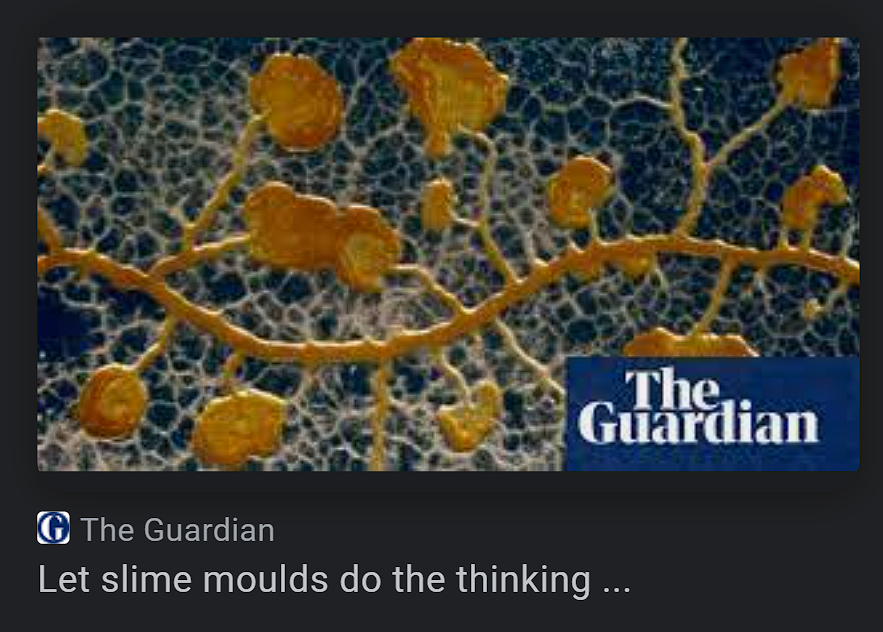 The
Guardian
G The Guardian
Let slime moulds do the thinking ...